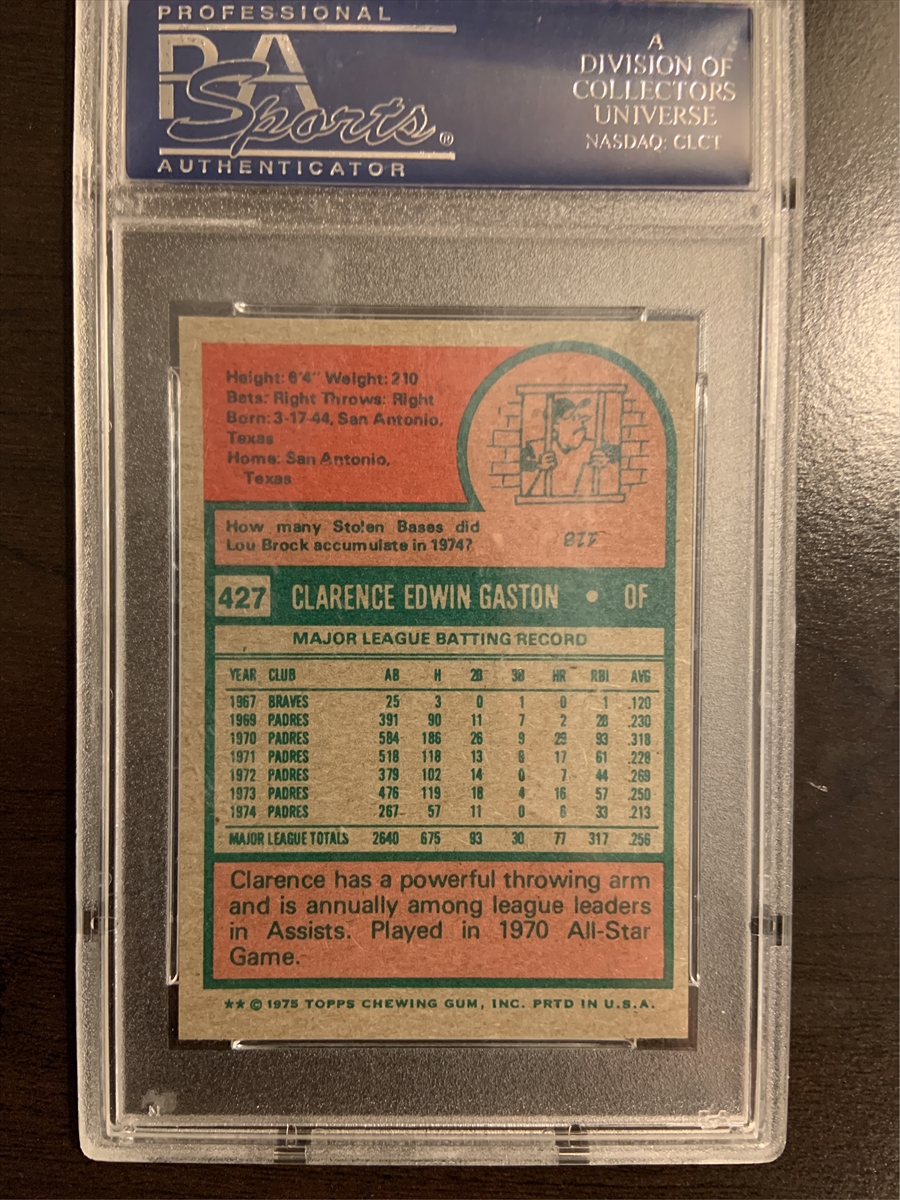 PROFESSIONAL
PSA
Sports®
AUTHENTICATOR
A
DIVISION OF
COLLECTORS
UNIVERSE
NASDAQ: CLCT
Height: 6'4" Weight: 210
Bats: Right Throws: Right
Born: 3-17-44, San Antonio,
Texas
Home: San Antonio,
Texas
How many Stolen Bases did
Lou Brock accumulate in 1974?
118
427 CLARENCE EDWIN GASTON • OF
MAJOR LEAGUE BATTING RECORD
YEAR CLUB AB H 2B 3B HR RBI AVG
1967 BRAVES 25 3 0 1 0 1 .120
1969 PADRES 391 90 11 7 2 28 .230
1970 PADRES 584 186 26 9 29 93 .318
1971 PADRES 518 118 13 6 17 61 .228
1972 PADRES 379 102 14 0 7 44 .269
1973 PADRES 476 119 18 4 16 57 .250
1974 PADRES 267 57 11 0 6 33 .213
MAJOR LEAGUE TOTALS 2640 675 93 30 77 317 .256
Clarence has a powerful throwing arm
and is annually among league leaders
in Assists. Played in 1970 All-Star
Game.
** © 1975 TOPPS CHEWING GUM, INC. PRTD IN U.S.A.